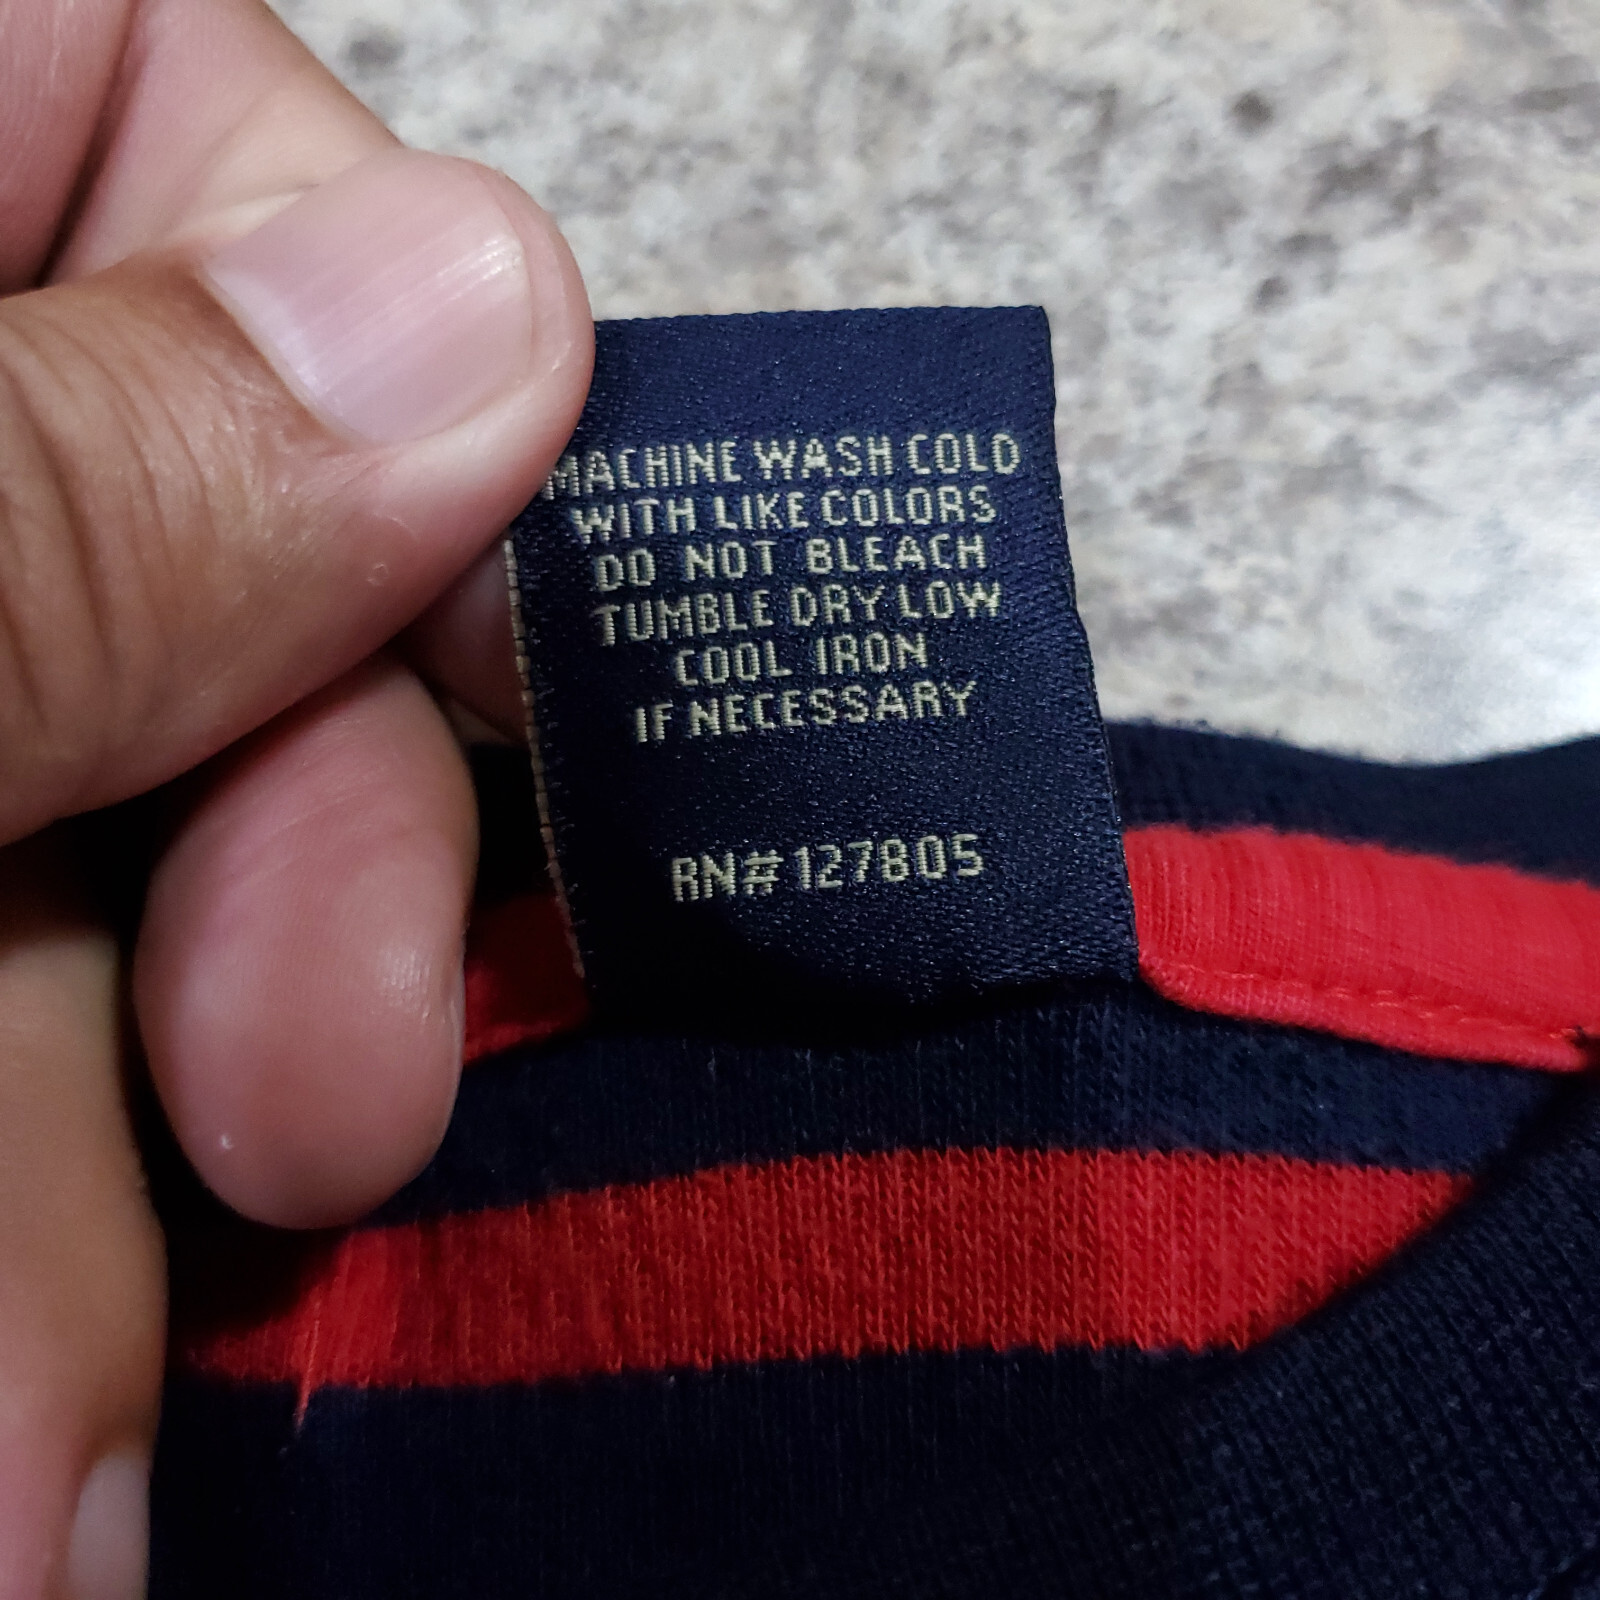 MACHINE WASH COLD
WITH LIKE COLORS
DO NOT BLEACH
TUMBLE DRY LOW
COOL IRON
IF NECESSARY
RN# 127805